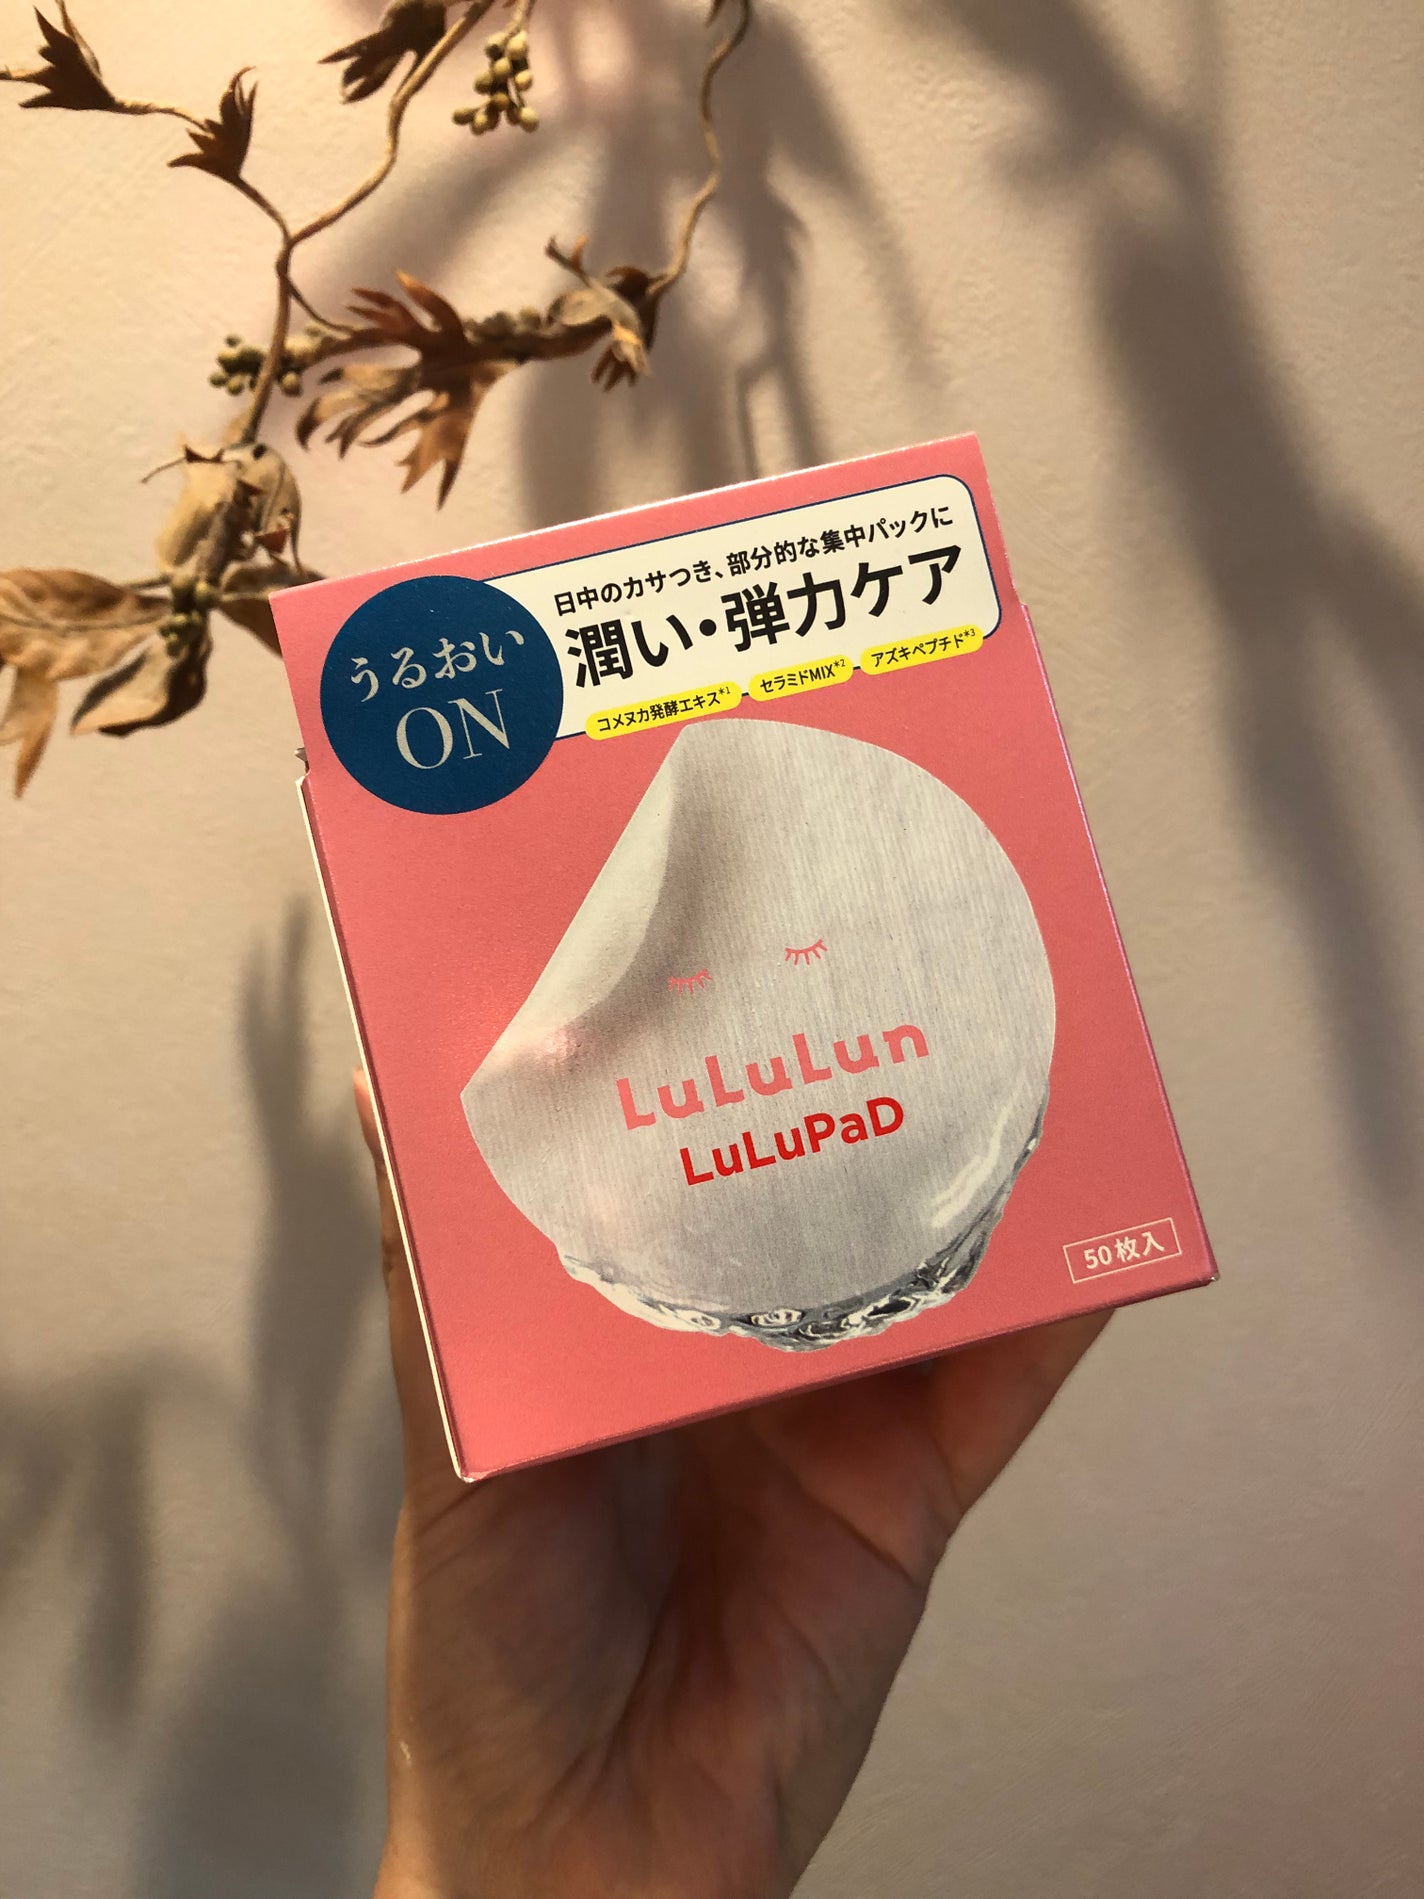 日中のカサつき、部分的な集中パックに
潤い・弾力ケア
うるおい
ON
コメヌカ発酵エキス*1 セラミドMIX*2 アズキペプチド*3
LuLuLun
LuLuPaD
50枚入